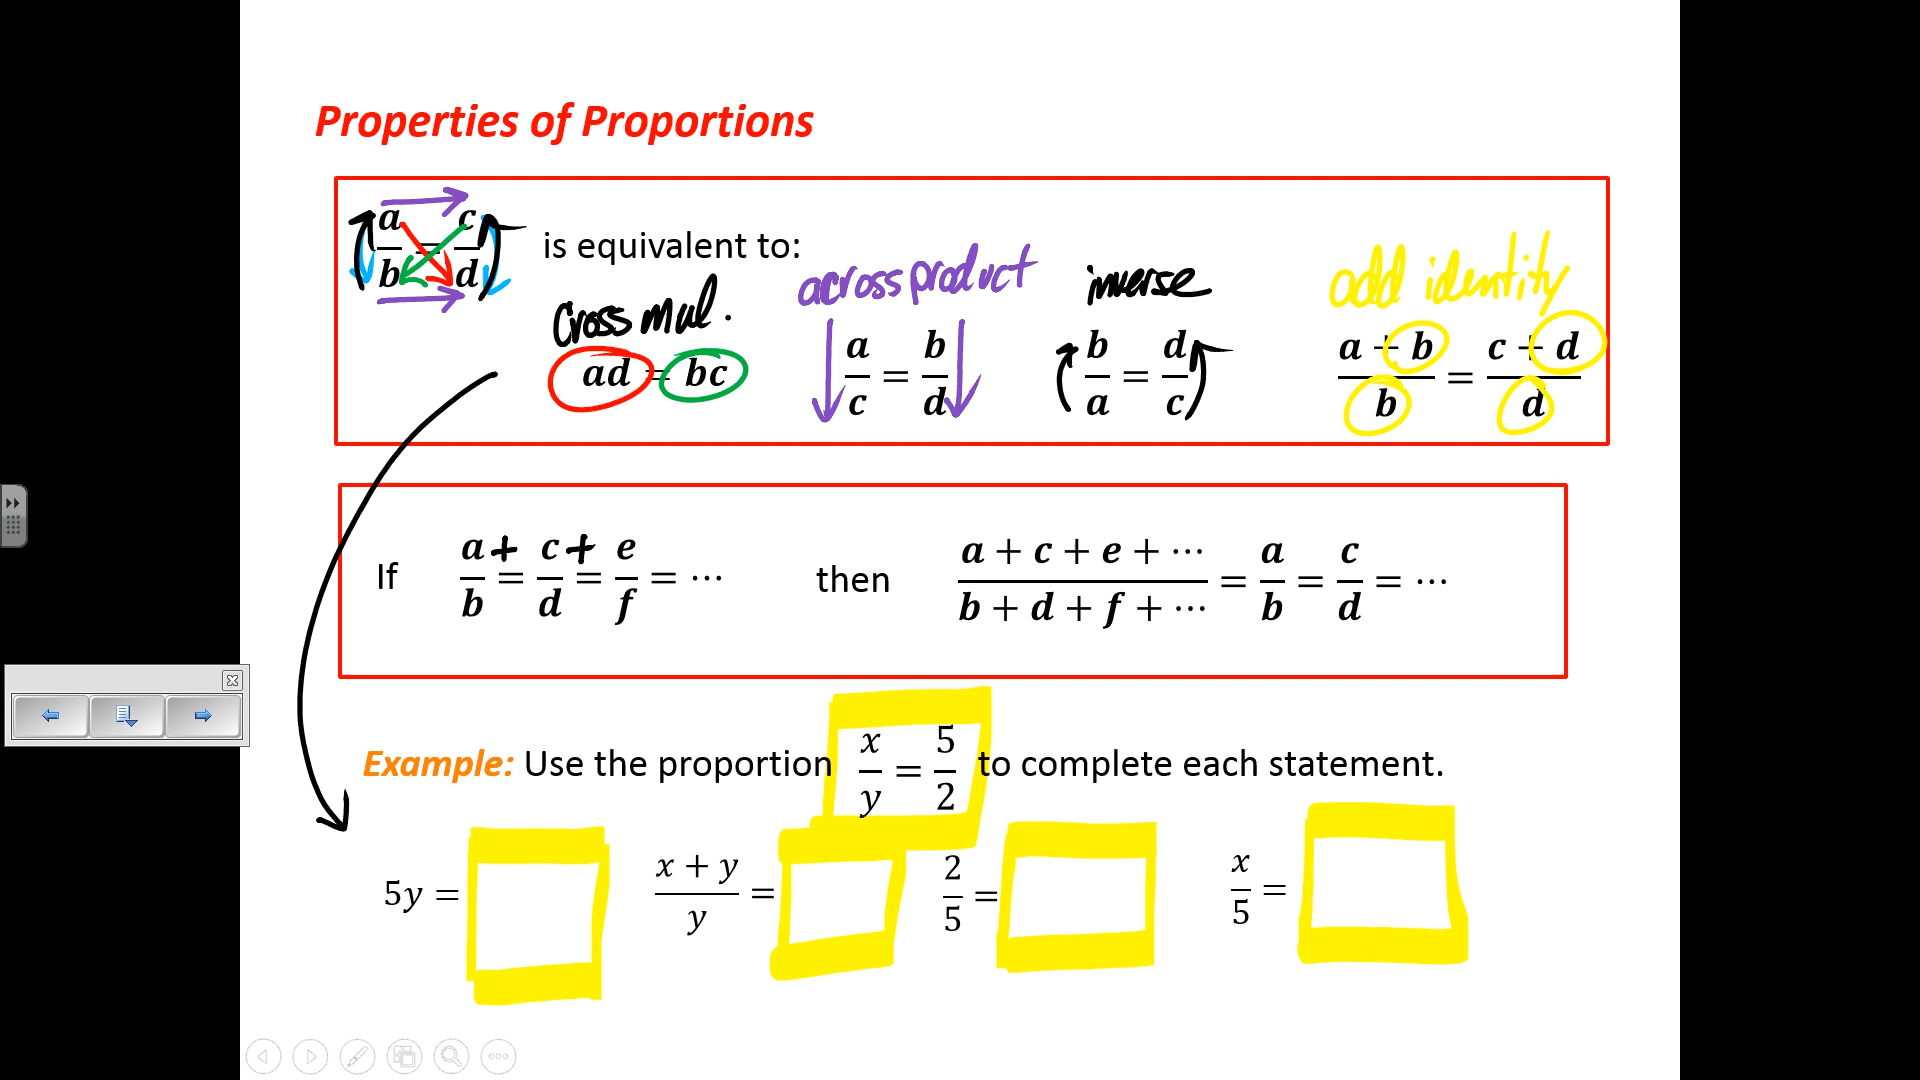 Properties of Proportions
a/b = c/d is equivalent to:
cross mul. across product inverse add identity
ad = bc a/c = b/d b/a = d/c (a + b)/b = (c + d)/d
If a/b = c/d = e/f = ⋯ then (a + c + e + ⋯)/(b + d + f + ⋯) = a/b = c/d = ⋯
+ +
Example: Use the proportion x/y = 5/2 to complete each statement.
5y = (x + y)/y = 2/5 = x/5 =